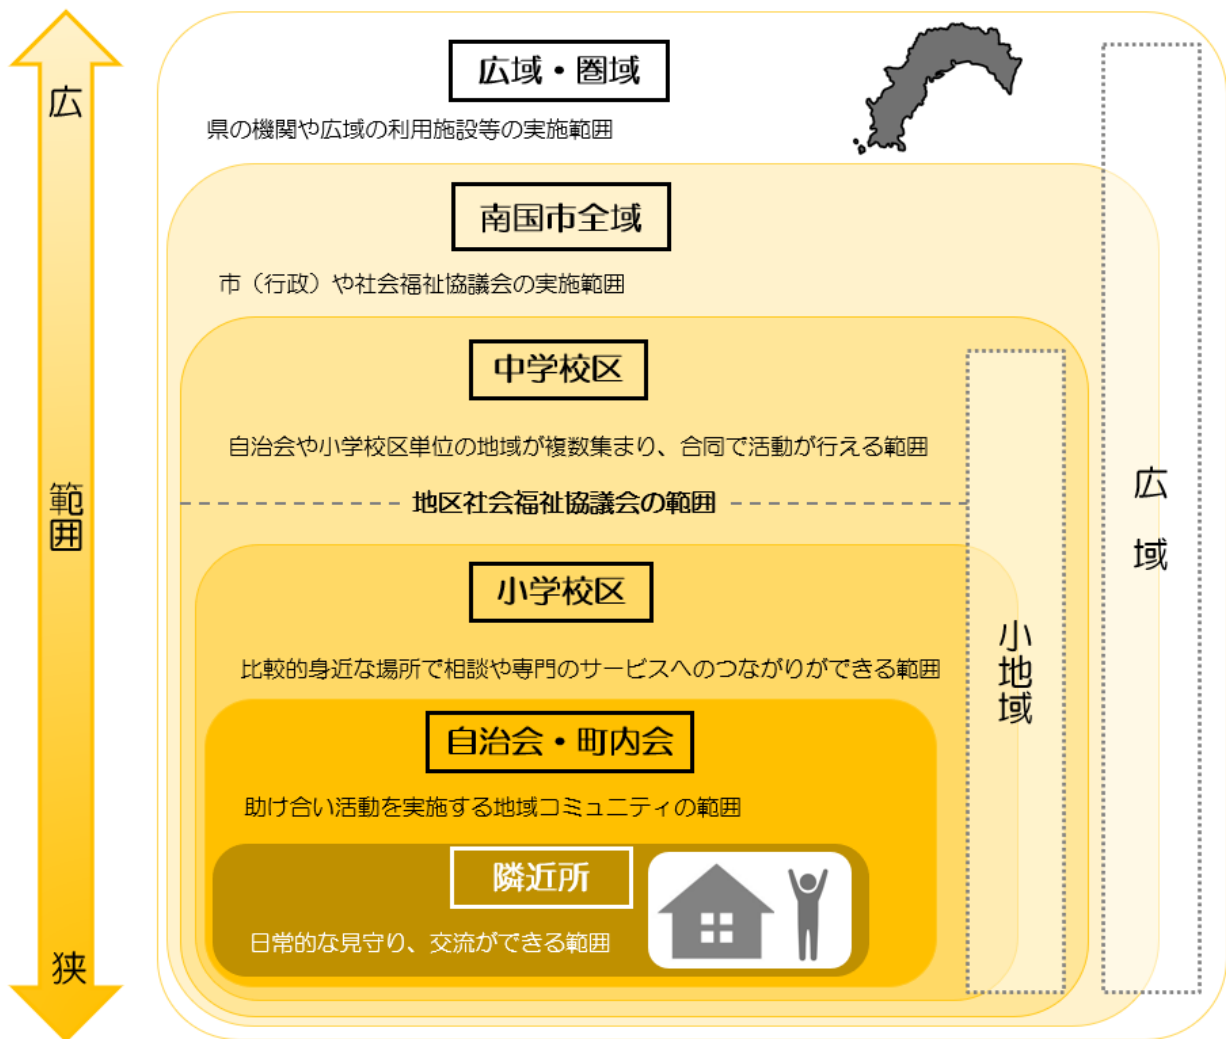 広
範囲
狭
広域・圏域
県の機関や広域の利用施設等の実施範囲
南国市全域
市（行政）や社会福祉協議会の実施範囲
中学校区
自治会や小学校区単位の地域が複数集まり、合同で活動が行える範囲
地区社会福祉協議会の範囲
小学校区
比較的身近な場所で相談や専門のサービスへのつながりができる範囲
自治会・町内会
助け合い活動を実施する地域コミュニティの範囲
隣近所
日常的な見守り、交流ができる範囲
小地域
広域